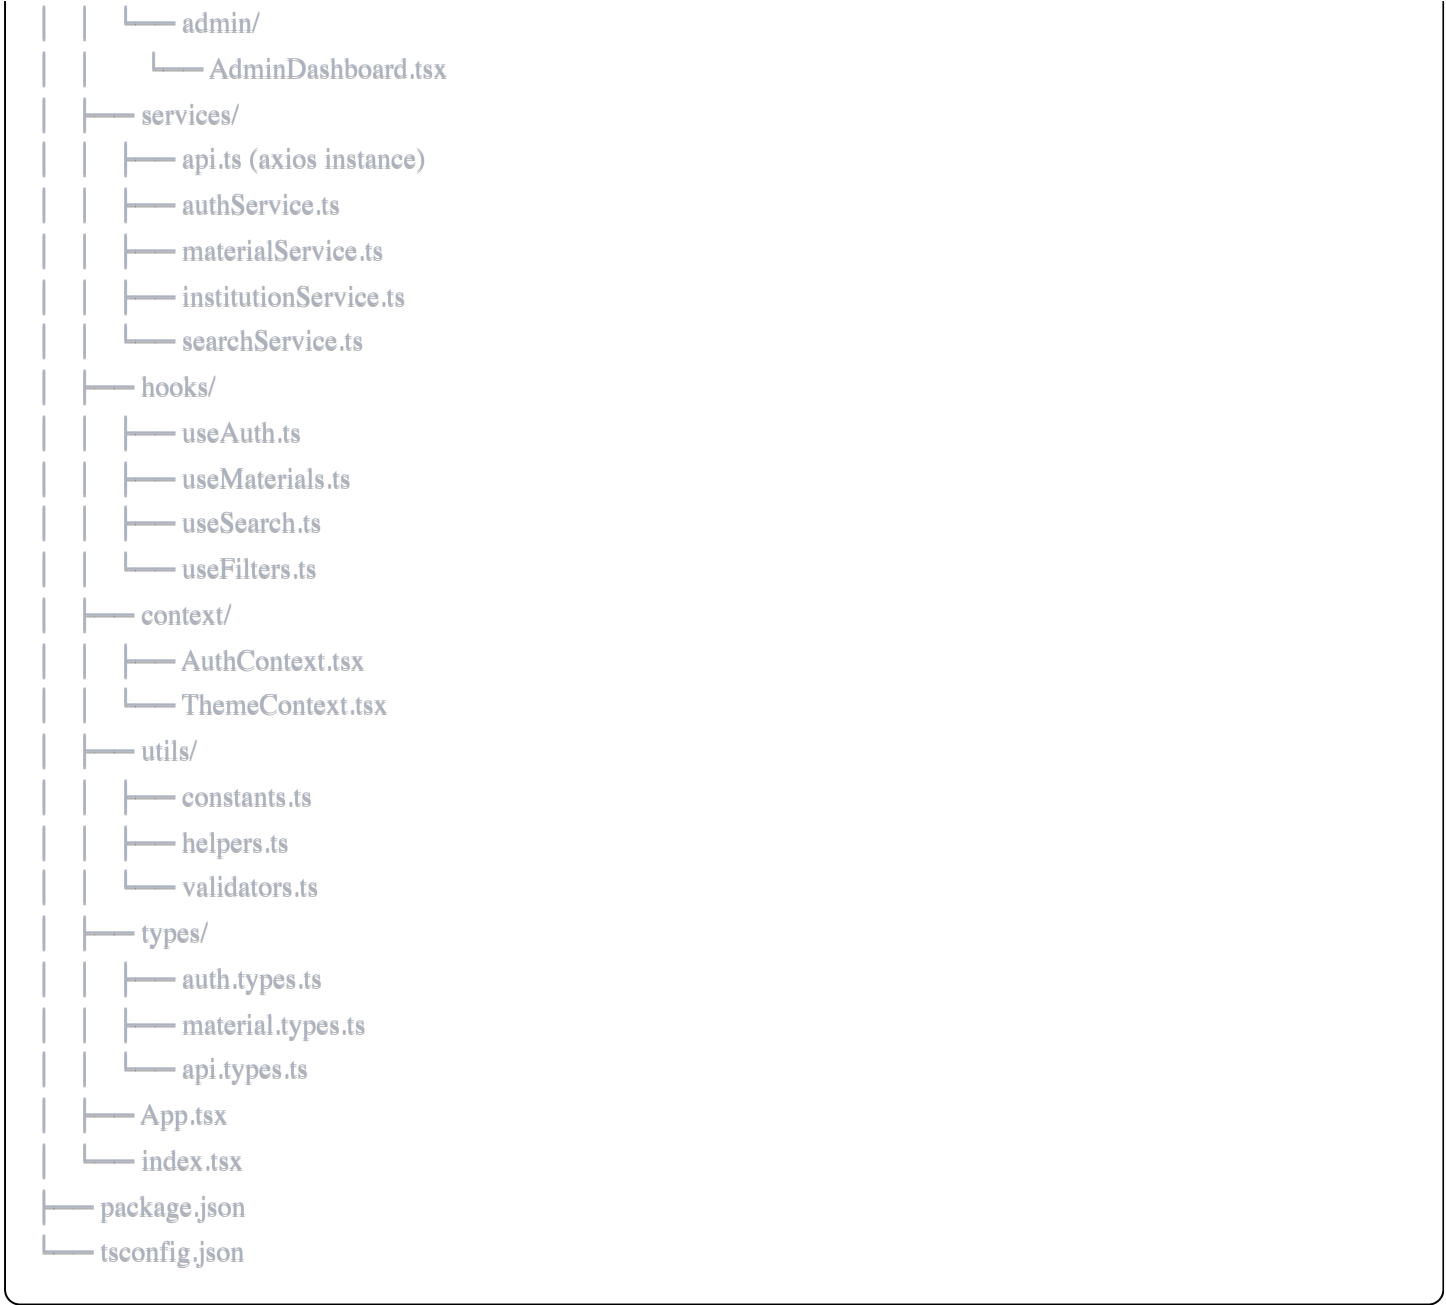 │ │ └── admin/
│ │ └── AdminDashboard.tsx
│ ├── services/
│ │ ├── api.ts (axios instance)
│ │ ├── authService.ts
│ │ ├── materialService.ts
│ │ ├── institutionService.ts
│ │ └── searchService.ts
│ ├── hooks/
│ │ ├── useAuth.ts
│ │ ├── useMaterials.ts
│ │ ├── useSearch.ts
│ │ └── useFilters.ts
│ ├── context/
│ │ ├── AuthContext.tsx
│ │ └── ThemeContext.tsx
│ ├── utils/
│ │ ├── constants.ts
│ │ ├── helpers.ts
│ │ └── validators.ts
│ ├── types/
│ │ ├── auth.types.ts
│ │ ├── material.types.ts
│ │ └── api.types.ts
│ ├── App.tsx
│ └── index.tsx
├── package.json
└── tsconfig.json